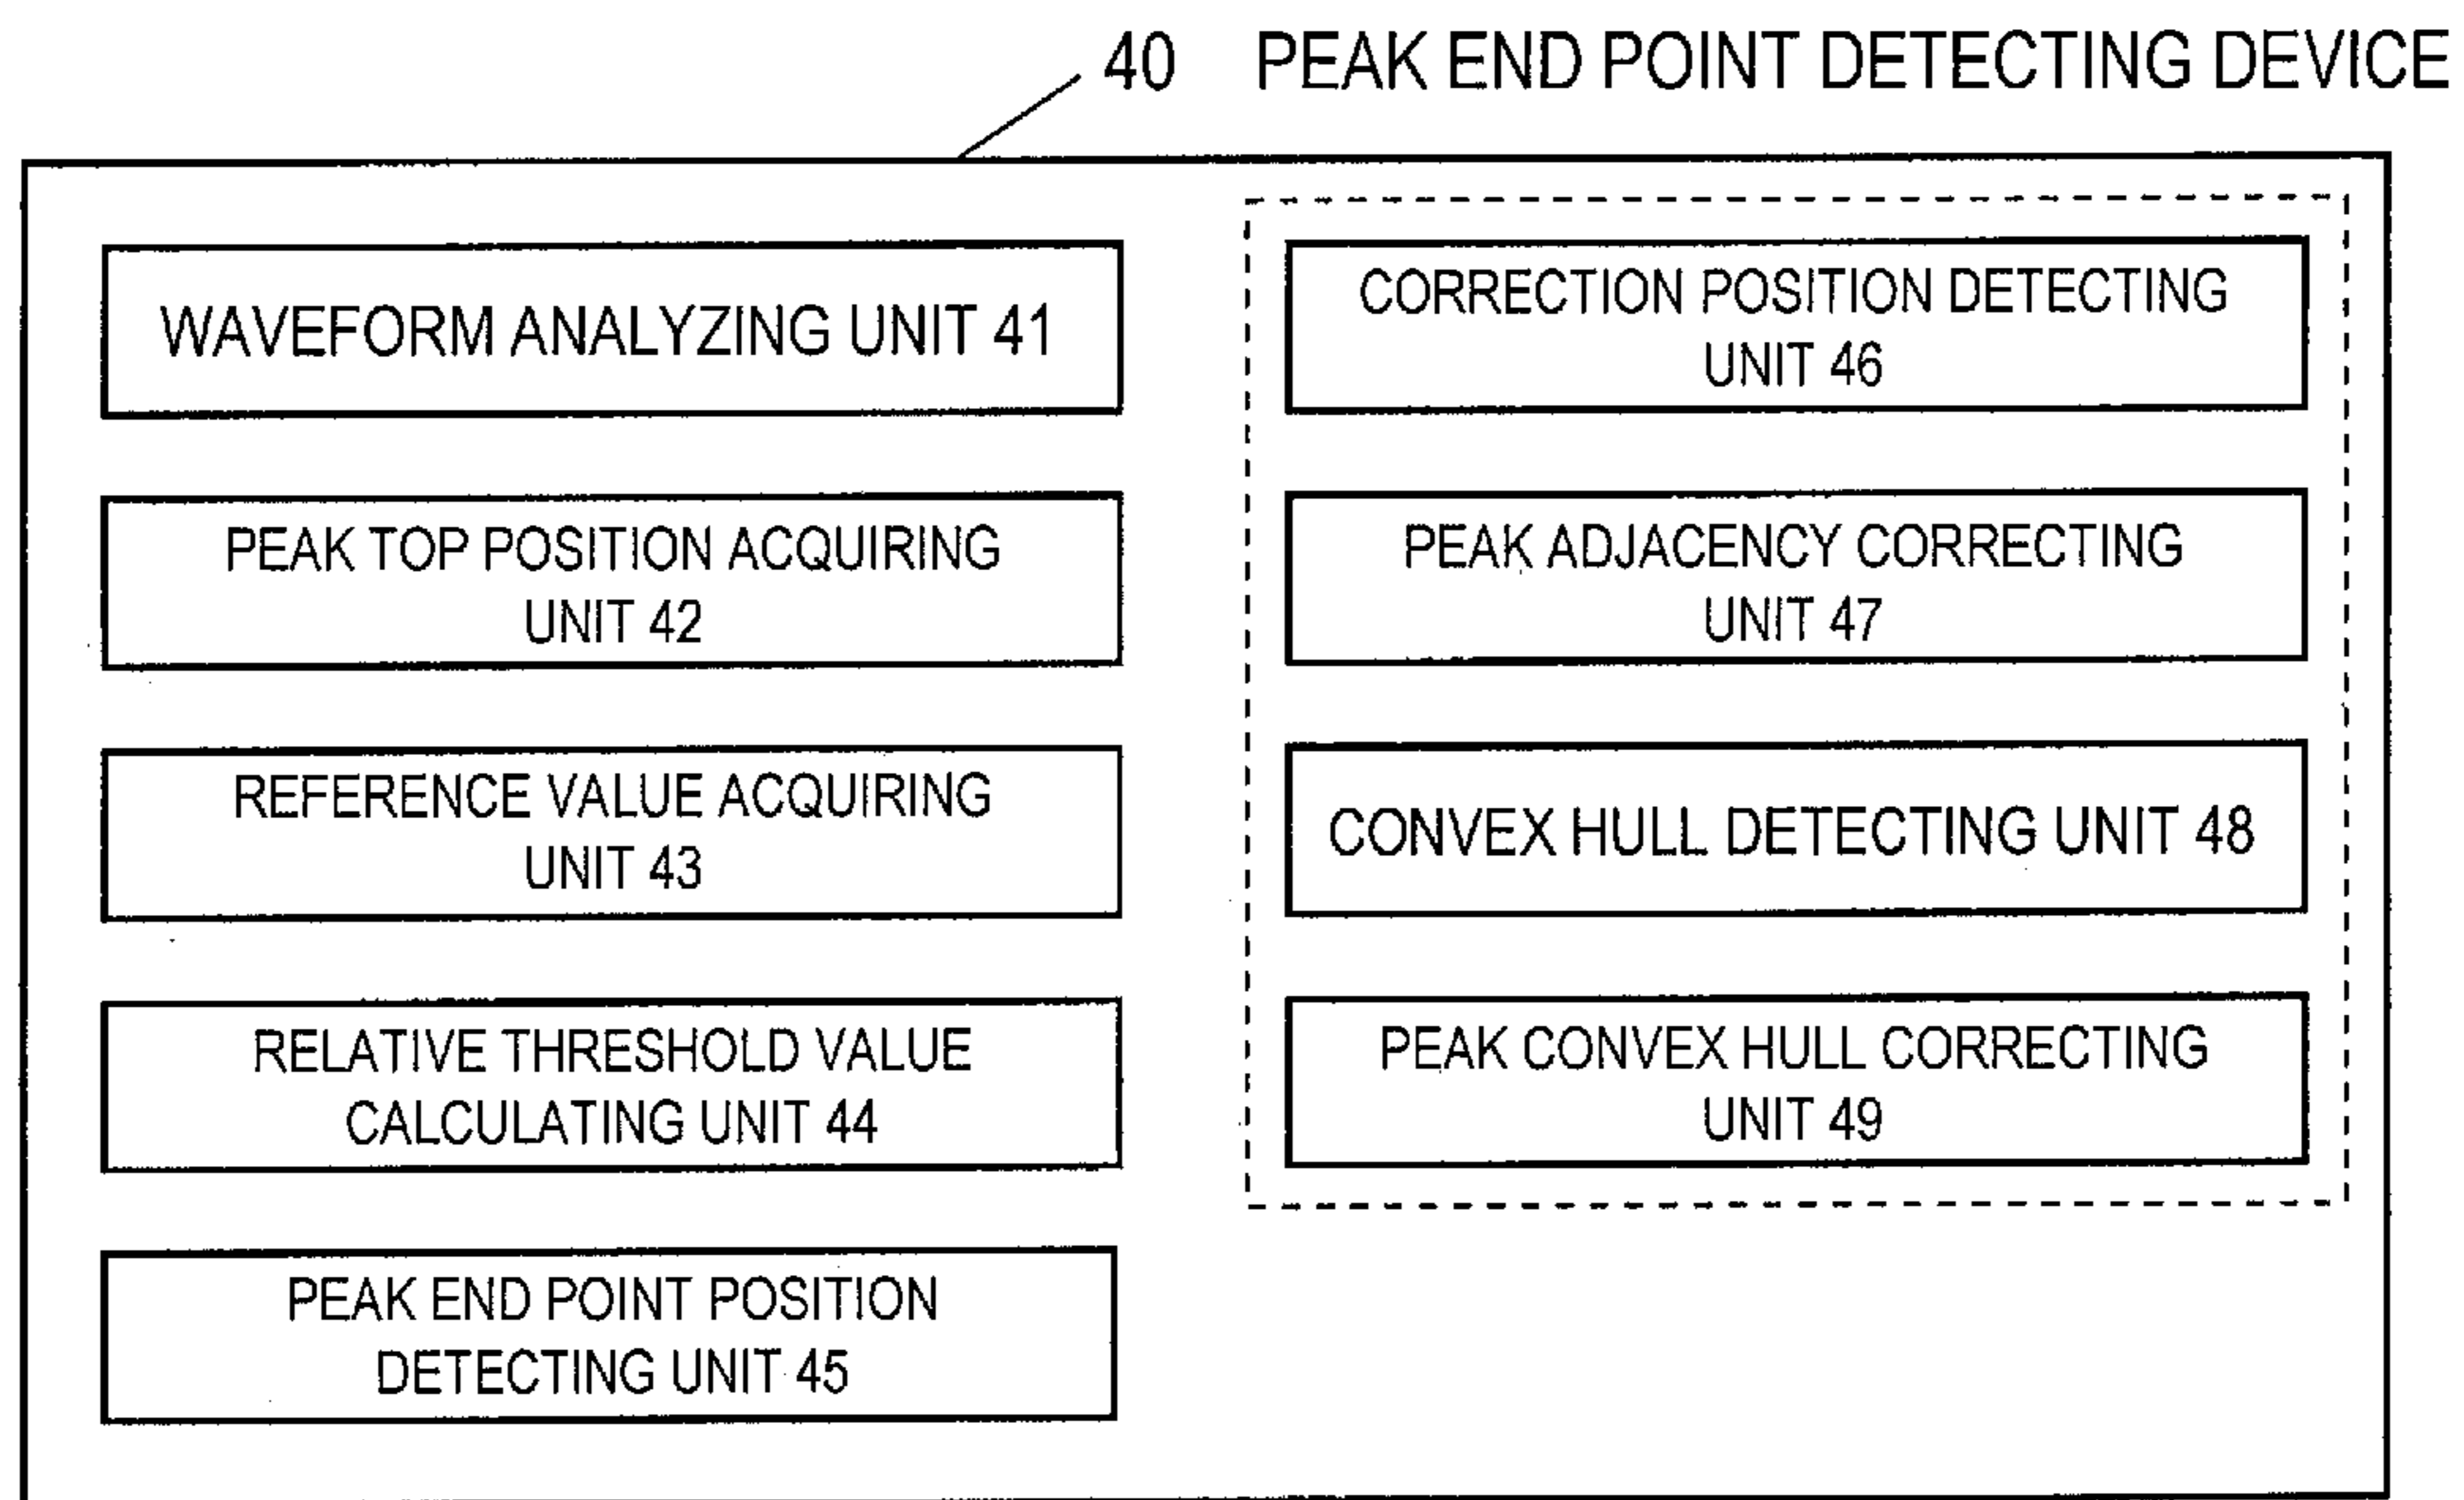 40 PEAK END POINT DETECTING DEVICE
WAVEFORM ANALYZING UNIT 41
PEAK TOP POSITION ACQUIRING
UNIT 42
REFERENCE VALUE ACQUIRING
UNIT 43
RELATIVE THRESHOLD VALUE
CALCULATING UNIT 44
PEAK END POINT POSITION
DETECTING UNIT 45
CORRECTION POSITION DETECTING
UNIT 46
PEAK ADJACENCY CORRECTING
UNIT 47
CONVEX HULL DETECTING UNIT 48
PEAK CONVEX HULL CORRECTING
UNIT 49